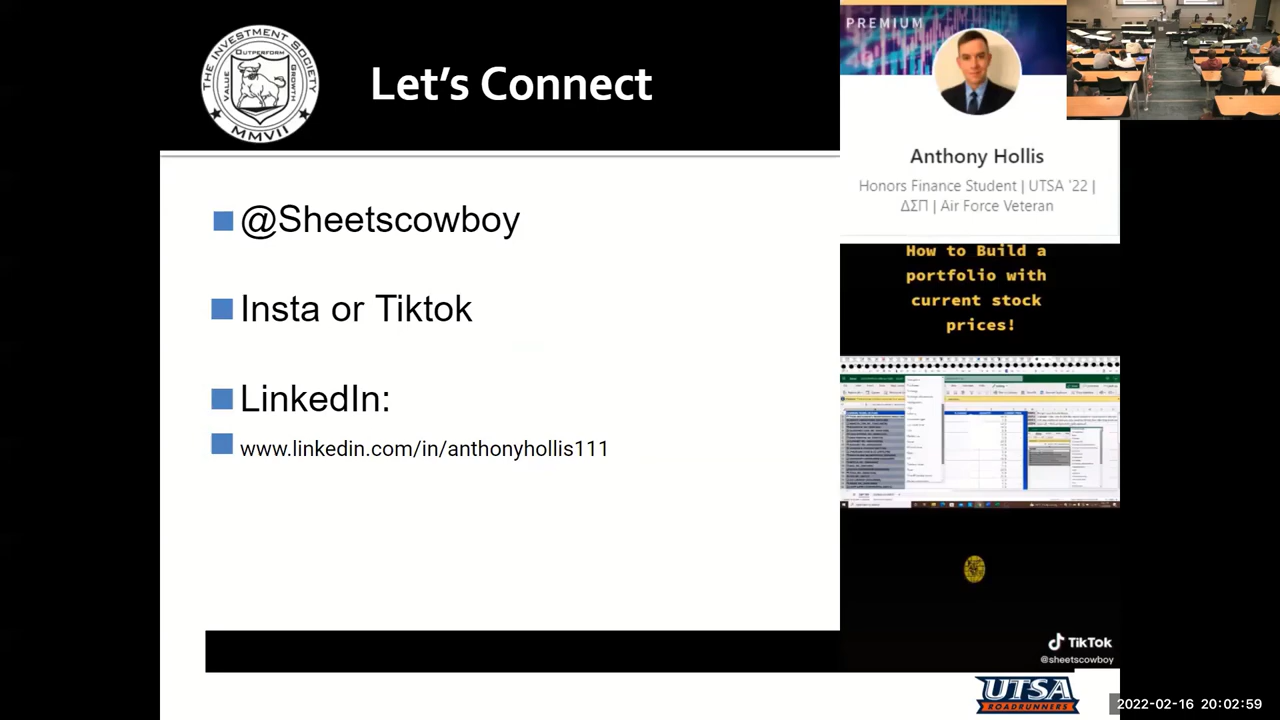 THE INVESTMENT SOCIETY
OUTPERFORM
VALUE
GROWTH
MMVII
Let's Connect
@Sheetscowboy
Insta or Tiktok
LinkedIn:
www.linkedin.com/in/anthonyhollis1111
PREMIUM
Anthony Hollis
Honors Finance Student | UTSA '22 |
ΔΣΠ | Air Force Veteran
How to Build a
portfolio with
current stock
prices!
TikTok
@sheetscowboy
UTSA
ROADRUNNERS
2022-02-16 20:02:59